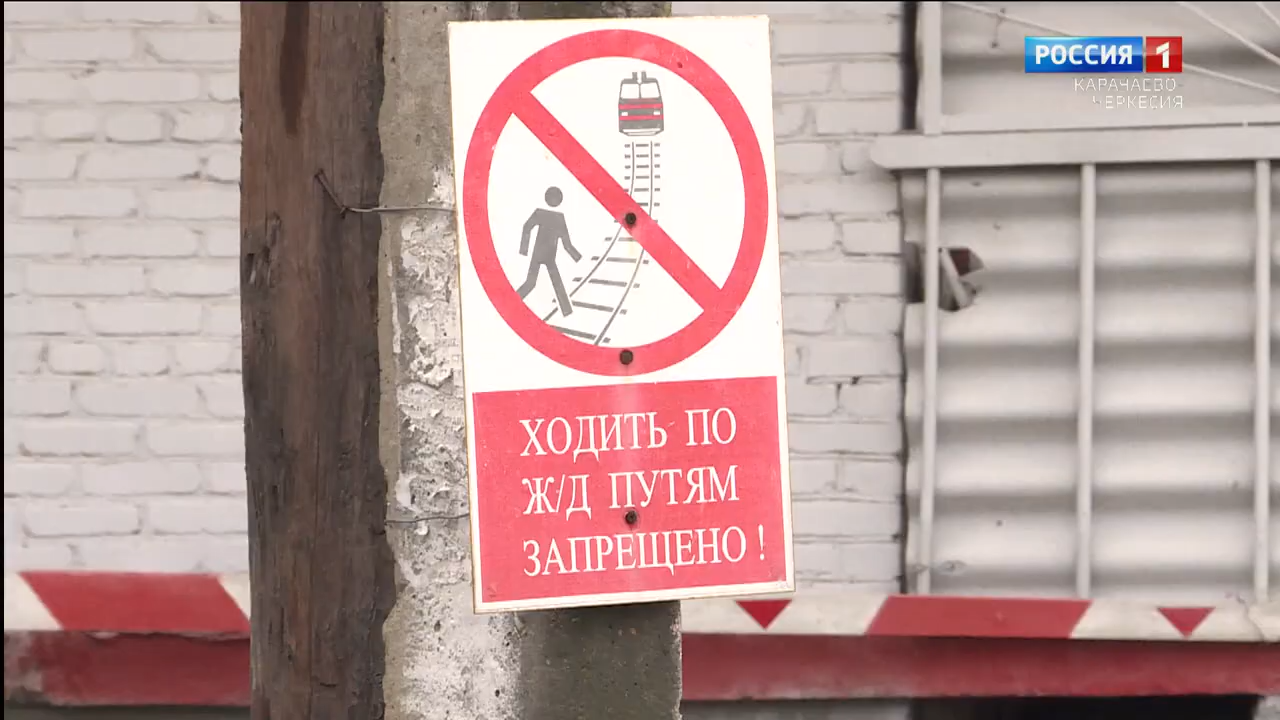 РОССИЯ 1
КАРАЧАЕВО-
ЧЕРКЕСИЯ
ХОДИТЬ ПО
Ж/Д ПУТЯМ
ЗАПРЕЩЕНО !